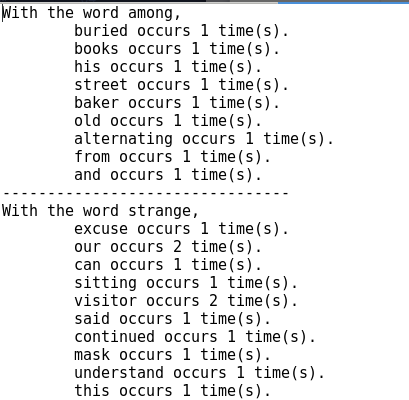 With the word among,
buried occurs 1 time(s).
books occurs 1 time(s).
his occurs 1 time(s).
street occurs 1 time(s).
baker occurs 1 time(s).
old occurs 1 time(s).
alternating occurs 1 time(s).
from occurs 1 time(s).
and occurs 1 time(s).
--------------------------------
With the word strange,
excuse occurs 1 time(s).
our occurs 2 time(s).
can occurs 1 time(s).
sitting occurs 1 time(s).
visitor occurs 2 time(s).
said occurs 1 time(s).
continued occurs 1 time(s).
mask occurs 1 time(s).
understand occurs 1 time(s).
this occurs 1 time(s).